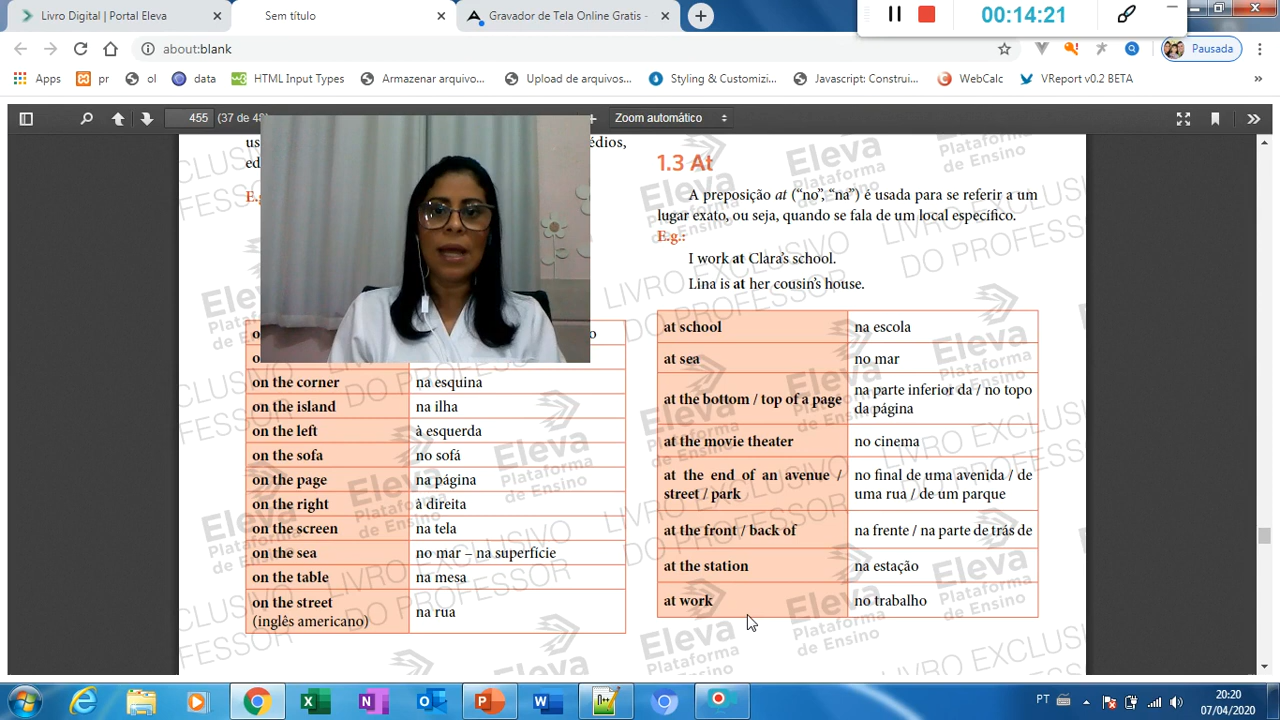 Livro Digital | Portal Eleva
Sem título
Gravador de Tela Online Gratis -
00:14:21
about:blank
Pausada
Apps
pr
ol
data
HTML Input Types
Armazenar arquivo...
Upload de arquivos...
Styling & Customizi...
Javascript: Construi...
WebCalc
VReport v0.2 BETA
455 (37 de 48)
Zoom automático
us
édios,
ed
E.g
o
o
o
on the corner na esquina
on the island na ilha
on the left à esquerda
on the sofa no sofá
on the page na página
on the right à direita
on the screen na tela
on the sea no mar – na superfície
on the table na mesa
on the street
(inglês americano) na rua
1.3 At
A preposição at (“no”, “na”) é usada para se referir a um
lugar exato, ou seja, quando se fala de um local específico.
E.g.:
I work at Clara’s school.
Lina is at her cousin’s house.
at school na escola
at sea no mar
at the bottom / top of a page na parte inferior da / no topo
da página
at the movie theater no cinema
at the end of an avenue / no final de uma avenida / de
street / park uma rua / de um parque
at the front / back of na frente / na parte de trás de
at the station na estação
at work no trabalho
Eleva
Plataforma
de Ensino
LIVRO EXCLUSIVO
DO PROFESSOR
PT
20:20
07/04/2020